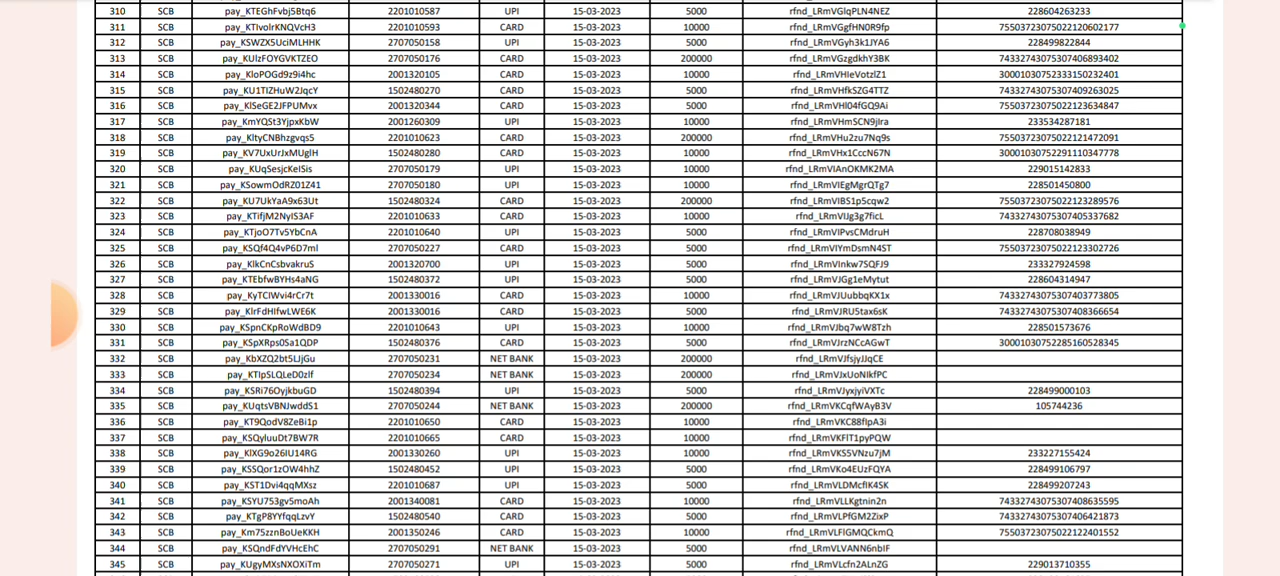 310 SCB pay_KTEGhFvbj5Btq6 2201010587 UPI 15-03-2023 5000 rfnd_LRmVGlqPLN4NEZ 228604263233
311 SCB pay_KTIvolrKNQVcH3 2201010593 CARD 15-03-2023 10000 rfnd_LRmVGgfHN0R9fp 75503723075022120602177
312 SCB pay_KSWZX5UciMLHHK 2707050158 UPI 15-03-2023 5000 rfnd_LRmVGyh3k1JYA6 228499822844
313 SCB pay_KUIzFOYGVKTZEO 2707050176 CARD 15-03-2023 200000 rfnd_LRmVGzgdkhY3BK 74332743075307406893402
314 SCB pay_KloPOGd9z9i4hc 2001320105 CARD 15-03-2023 10000 rfnd_LRmVHIeVotzlZ1 30001030752333150232401
315 SCB pay_KU1TIZHuW2JqcY 1502480270 CARD 15-03-2023 5000 rfnd_LRmVHfkSZG4TTZ 74332743075307409263025
316 SCB pay_KlSeGE2JFPUMvx 2001320344 CARD 15-03-2023 5000 rfnd_LRmVHl04fGQ9Ai 75503723075022123634847
317 SCB pay_KmYQSt3YjpxKbW 2001260309 UPI 15-03-2023 10000 rfnd_LRmVHmSCN9jIra 233534287181
318 SCB pay_KltyCNBhzgvqs5 2201010623 CARD 15-03-2023 200000 rfnd_LRmVHu2zu7Nq9s 75503723075022121472091
319 SCB pay_KV7UxUrJxMUglH 1502480280 CARD 15-03-2023 10000 rfnd_LRmVHx1CccN67N 30001030752291110347778
320 SCB pay_KUqSesjcKeISis 2707050179 UPI 15-03-2023 10000 rfnd_LRmVIAnOKMK2MA 229015142833
321 SCB pay_KSowmOdRZ01Z41 2707050180 UPI 15-03-2023 10000 rfnd_LRmVIEgMgrQTg7 228501450800
322 SCB pay_KU7UkYaA9x63Ut 1502480324 CARD 15-03-2023 200000 rfnd_LRmVIBS1p5cqw2 75503723075022123289576
323 SCB pay_KTifjM2NyIS3AF 2201010633 CARD 15-03-2023 10000 rfnd_LRmVIJg3g7ficL 74332743075307405337682
324 SCB pay_KTjoO7Tv5YbCnA 2201010640 UPI 15-03-2023 5000 rfnd_LRmVIPvsCMdruH 228708038949
325 SCB pay_KSQf4Q4vP6D7ml 2707050227 CARD 15-03-2023 5000 rfnd_LRmVIYmDsmN4ST 75503723075022123302726
326 SCB pay_KlkCnCsbvakruS 2001320700 UPI 15-03-2023 5000 rfnd_LRmVInkw7SQFJ9 233327924598
327 SCB pay_KTEbfwBYHs4aNG 1502480372 UPI 15-03-2023 5000 rfnd_LRmVJGg1eMytut 228604314947
328 SCB pay_KyTCIWvi4rCr7t 2001330016 CARD 15-03-2023 10000 rfnd_LRmVJUubbqKX1x 74332743075307403773805
329 SCB pay_KlrFdHIfwLWE6K 2001330016 CARD 15-03-2023 5000 rfnd_LRmVJRU5tax6sK 74332743075307408366654
330 SCB pay_KSpnCKpRoWdBD9 2201010643 UPI 15-03-2023 10000 rfnd_LRmVJbq7wW8Tzh 228501573676
331 SCB pay_KSpXRps0Sa1QDP 1502480376 CARD 15-03-2023 5000 rfnd_LRmVJrzNCcAGwT 30001030752285160528345
332 SCB pay_KbXZQ2bt5LIjGu 2707050231 NET BANK 15-03-2023 200000 rfnd_LRmVJfsjyJJqCE
333 SCB pay_KTIpSLQLeD0zlf 2707050234 NET BANK 15-03-2023 200000 rfnd_LRmVJxUoNIkfPC
334 SCB pay_KSRi76OyjkbuGD 1502480394 UPI 15-03-2023 5000 rfnd_LRmVJyxjyiVXTc 228499000103
335 SCB pay_KUqtsVBNJwddS1 2707050244 NET BANK 15-03-2023 200000 rfnd_LRmVKCqfWAyB3V 105744236
336 SCB pay_KT9QodV8ZeBi1p 2201010650 CARD 15-03-2023 10000 rfnd_LRmVKC88flpA3i
337 SCB pay_KSQyluuDt7BW7R 2201010665 CARD 15-03-2023 10000 rfnd_LRmVKFlT1pyPQW
338 SCB pay_KlXG9o26IU14RG 2001330260 UPI 15-03-2023 10000 rfnd_LRmVKS5VNzu7jM 233227155424
339 SCB pay_KSSQor1zOW4hhZ 1502480452 UPI 15-03-2023 5000 rfnd_LRmVKo4EUzFQYA 228499106797
340 SCB pay_KST1Dvi4qqMXsz 2201010687 UPI 15-03-2023 5000 rfnd_LRmVLDMcfIK4SK 228499207243
341 SCB pay_KSYU753gv5moAh 2001340081 CARD 15-03-2023 10000 rfnd_LRmVLLKgtnin2n 74332743075307408635595
342 SCB pay_KTgP8YYfqqLzvY 1502480540 CARD 15-03-2023 5000 rfnd_LRmVLPfGM2ZixP 74332743075307406421873
343 SCB pay_Km75zznBoUeKKH 2001350246 CARD 15-03-2023 10000 rfnd_LRmVLFlGMQCkmQ 75503723075022122401552
344 SCB pay_KSQndFdYVHcEhC 2707050291 NET BANK 15-03-2023 5000 rfnd_LRmVLVANN6nbIF
345 SCB pay_KUgyMXsNXOXiTm 2707050271 UPI 15-03-2023 5000 rfnd_LRmVLcfn2ALnZG 229013710355